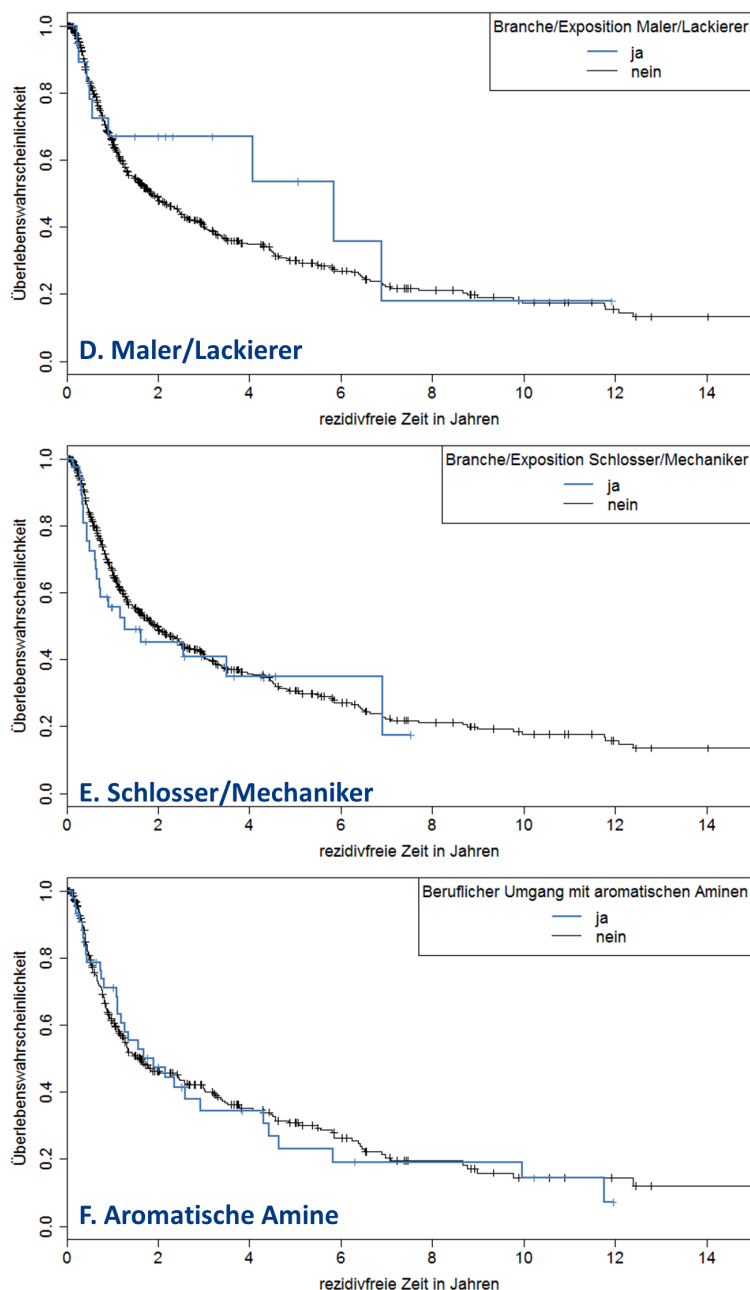 Branche/Exposition Maler/Lackierer
ja
nein
Überlebenswahrscheinlichkeit
0.0 0.2 0.4 0.6 0.8 1.0
D. Maler/Lackierer
0 2 4 6 8 10 12 14
rezidivfreie Zeit in Jahren
Branche/Exposition Schlosser/Mechaniker
ja
nein
Überlebenswahrscheinlichkeit
0.0 0.2 0.4 0.6 0.8 1.0
E. Schlosser/Mechaniker
0 2 4 6 8 10 12 14
rezidivfreie Zeit in Jahren
Beruflicher Umgang mit aromatischen Aminen
ja
nein
Überlebenswahrscheinlichkeit
0.0 0.2 0.4 0.6 0.8 1.0
F. Aromatische Amine
0 2 4 6 8 10 12 14
rezidivfreie Zeit in Jahren